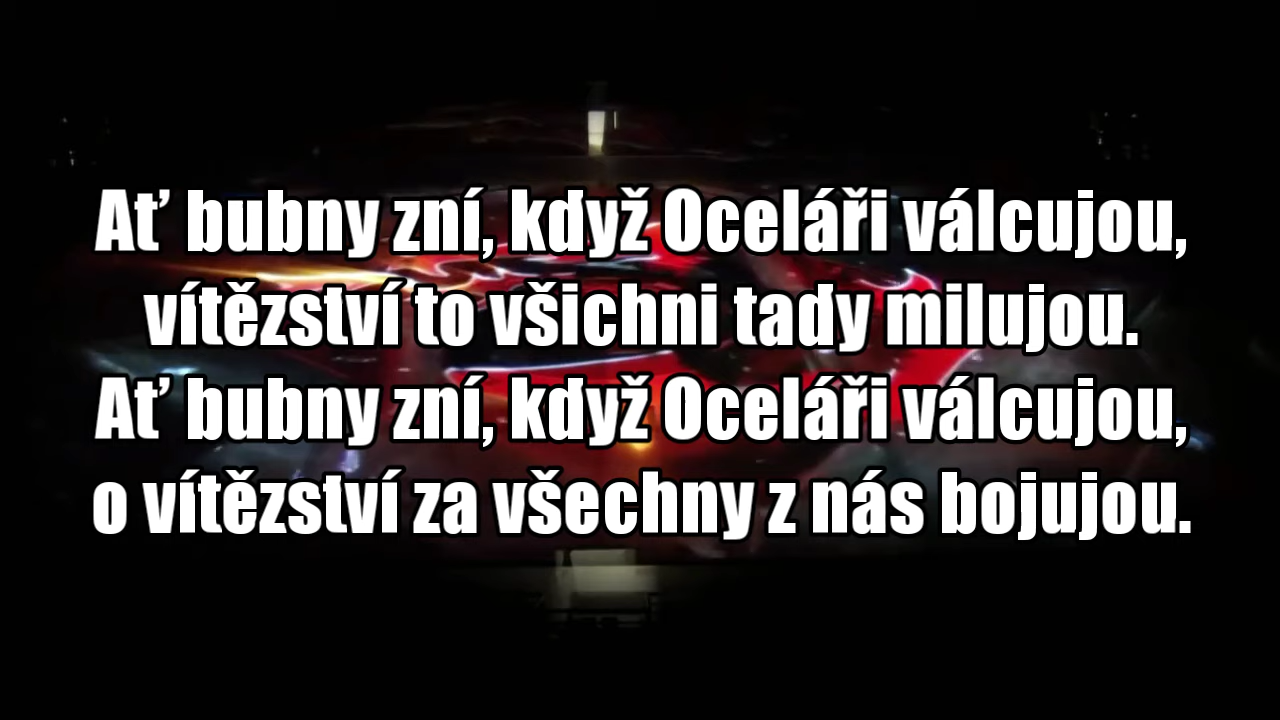 Ať bubny zní, když Oceláři válcujou,
vítězství to všichni tady milujou.
Ať bubny zní, když Oceláři válcujou,
o vítězství za všechny z nás bojujou.